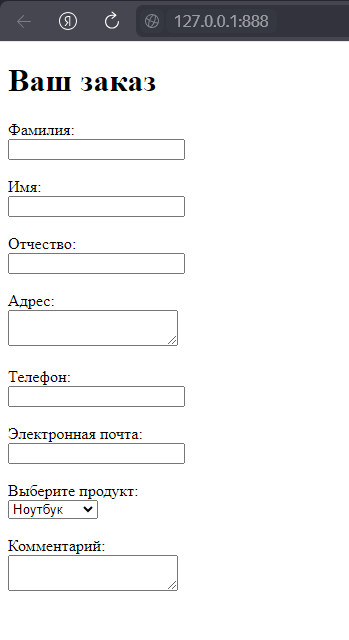 Я
127.0.0.1:888
Ваш заказ
Фамилия:
Имя:
Отчество:
Адрес:
Телефон:
Электронная почта:
Выберите продукт:
Ноутбук
Комментарий: